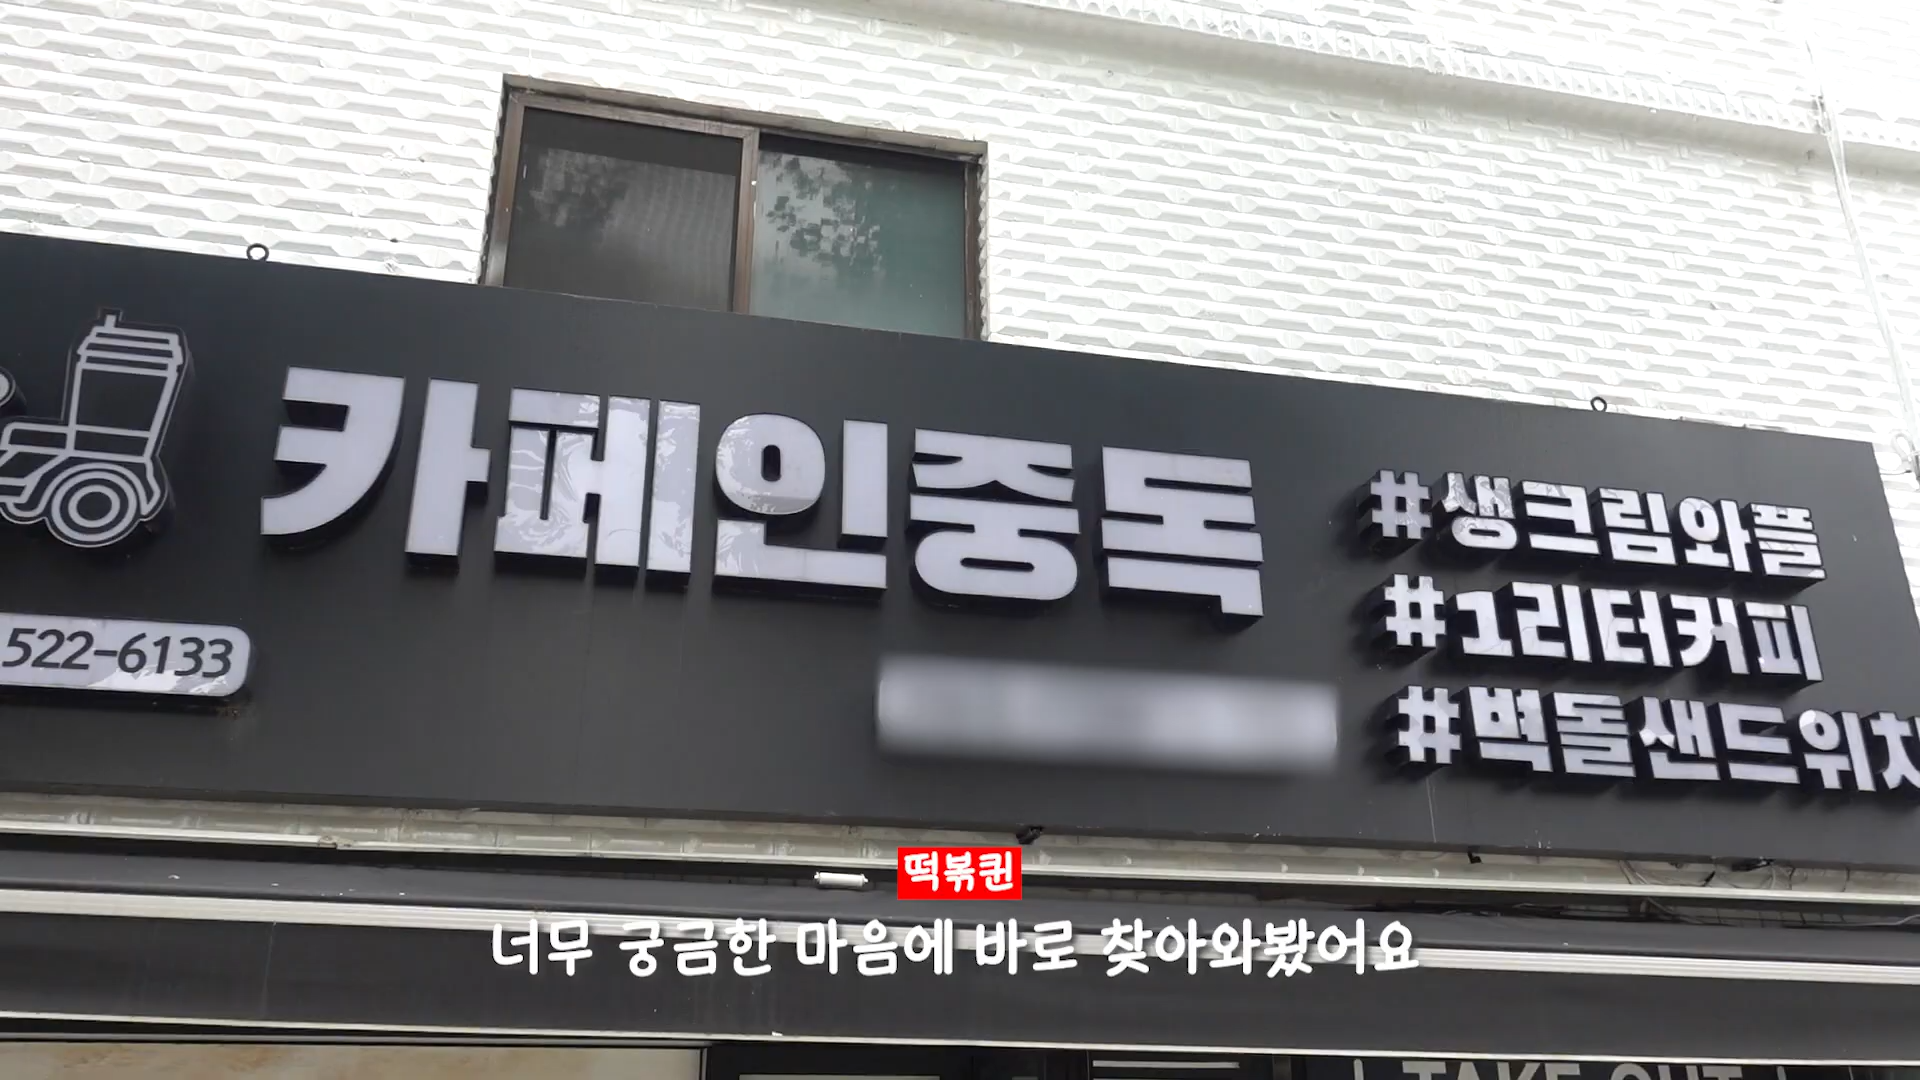 카페인중독
#생크림와플
#1리터커피
#벽돌샌드위치
522-6133
떡볶퀸
너무 궁금한 마음에 바로 찾아와봤어요
TAKE OUT